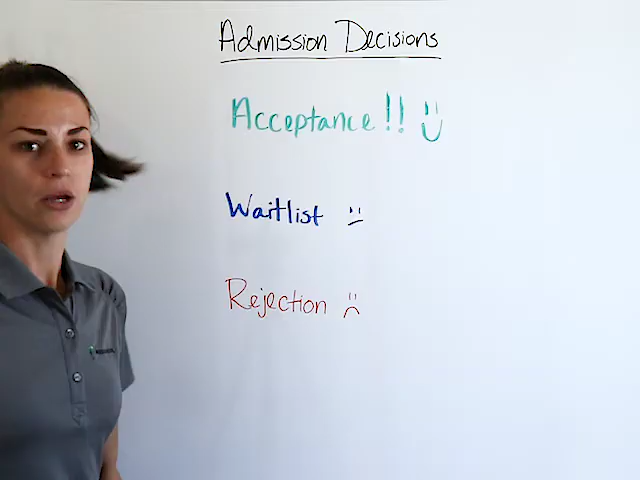 Admission Decisions
Acceptance!!
Waitlist
Rejection